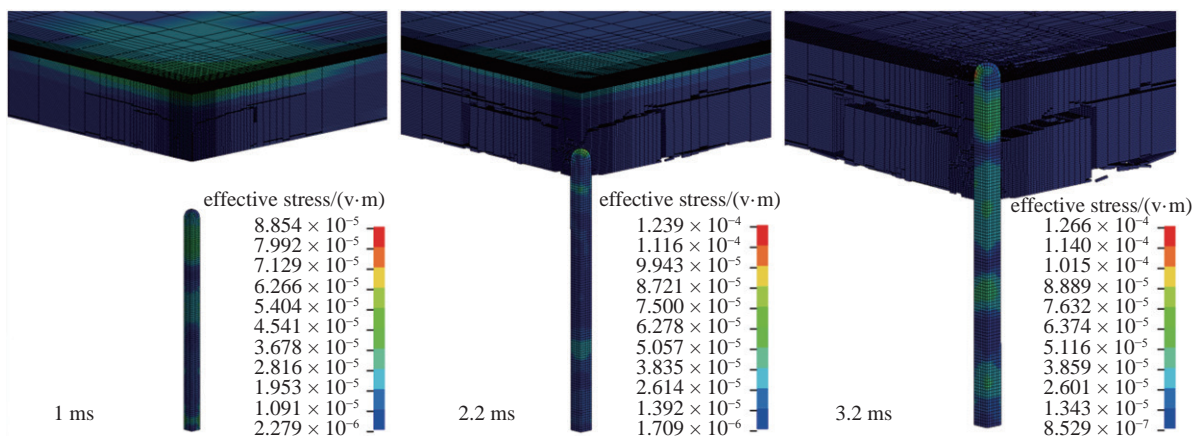 effective stress/(v·m)
8.854 × 10⁻⁵
7.992 × 10⁻⁵
7.129 × 10⁻⁵
6.266 × 10⁻⁵
5.404 × 10⁻⁵
4.541 × 10⁻⁵
3.678 × 10⁻⁵
2.816 × 10⁻⁵
1.953 × 10⁻⁵
1.091 × 10⁻⁵
2.279 × 10⁻⁶
1 ms
effective stress/(v·m)
1.239 × 10⁻⁴
1.116 × 10⁻⁴
9.943 × 10⁻⁵
8.721 × 10⁻⁵
7.500 × 10⁻⁵
6.278 × 10⁻⁵
5.057 × 10⁻⁵
3.835 × 10⁻⁵
2.614 × 10⁻⁵
1.392 × 10⁻⁵
1.709 × 10⁻⁶
2.2 ms
effective stress/(v·m)
1.266 × 10⁻⁴
1.140 × 10⁻⁴
1.015 × 10⁻⁴
8.889 × 10⁻⁵
7.632 × 10⁻⁵
6.374 × 10⁻⁵
5.116 × 10⁻⁵
3.859 × 10⁻⁵
2.601 × 10⁻⁵
1.343 × 10⁻⁵
8.529 × 10⁻⁷
3.2 ms